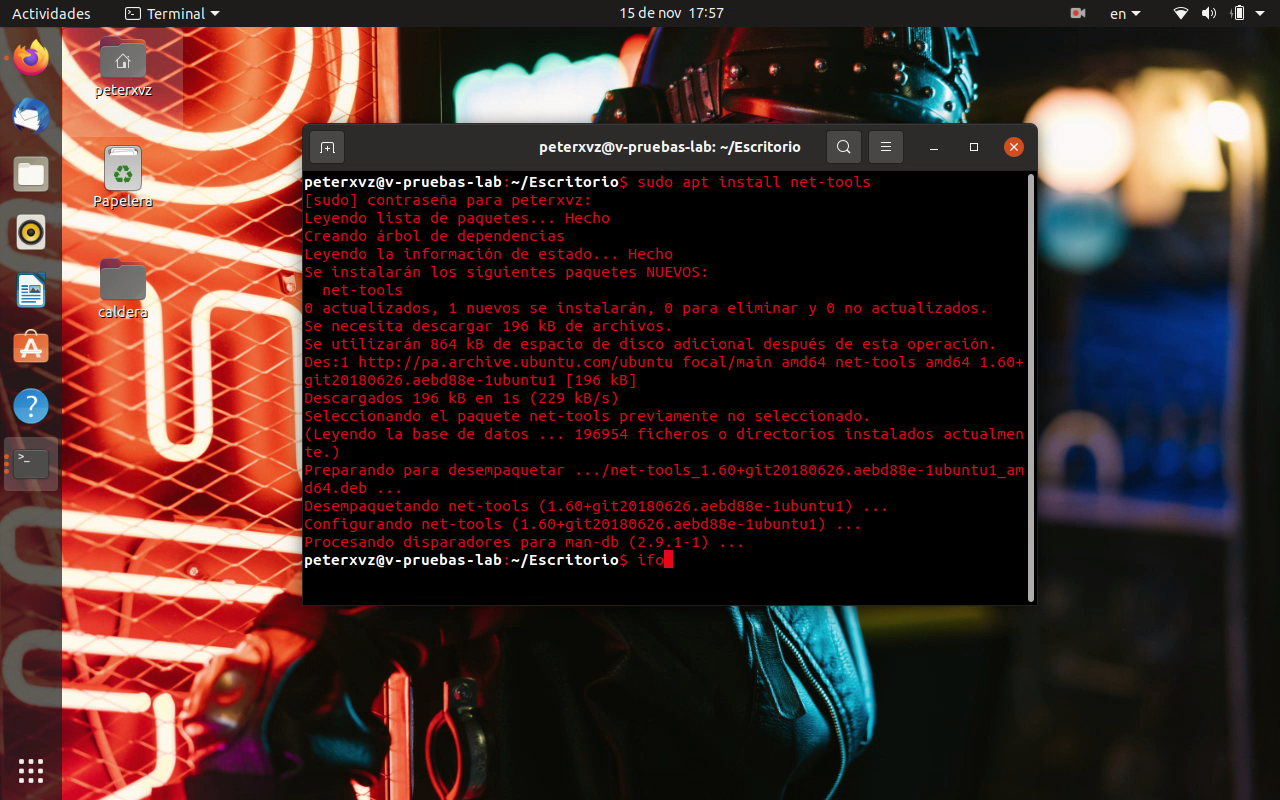 Actividades
Terminal
15 de nov 17:57
en
peterxvz
Papelera
caldera
peterxvz@v-pruebas-lab: ~/Escritorio
peterxvz@v-pruebas-lab:~/Escritorio$ sudo apt install net-tools
[sudo] contraseña para peterxvz:
Leyendo lista de paquetes... Hecho
Creando árbol de dependencias
Leyendo la información de estado... Hecho
Se instalarán los siguientes paquetes NUEVOS:
  net-tools
0 actualizados, 1 nuevos se instalarán, 0 para eliminar y 0 no actualizados.
Se necesita descargar 196 kB de archivos.
Se utilizarán 864 kB de espacio de disco adicional después de esta operación.
Des:1 http://pa.archive.ubuntu.com/ubuntu focal/main amd64 net-tools amd64 1.60+
git20180626.aebd88e-1ubuntu1 [196 kB]
Descargados 196 kB en 1s (229 kB/s)
Seleccionando el paquete net-tools previamente no seleccionado.
(Leyendo la base de datos ... 196954 ficheros o directorios instalados actualmen
te.)
Preparando para desempaquetar .../net-tools_1.60+git20180626.aebd88e-1ubuntu1_am
d64.deb ...
Desempaquetando net-tools (1.60+git20180626.aebd88e-1ubuntu1) ...
Configurando net-tools (1.60+git20180626.aebd88e-1ubuntu1) ...
Procesando disparadores para man-db (2.9.1-1) ...
peterxvz@v-pruebas-lab:~/Escritorio$ ifo